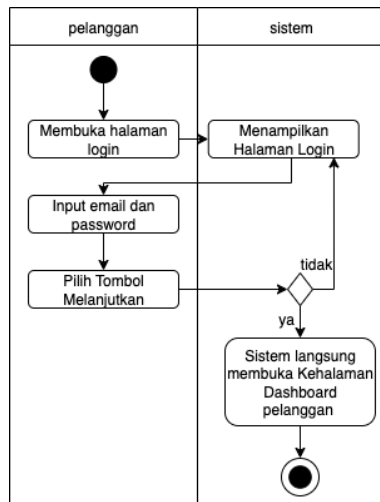 pelanggan
sistem
Membuka halaman
login
Menampilkan
Halaman Login
Input email dan
password
Pilih Tombol
Melanjutkan
tidak
ya
Sistem langsung
membuka Kehalaman
Dashboard
pelanggan